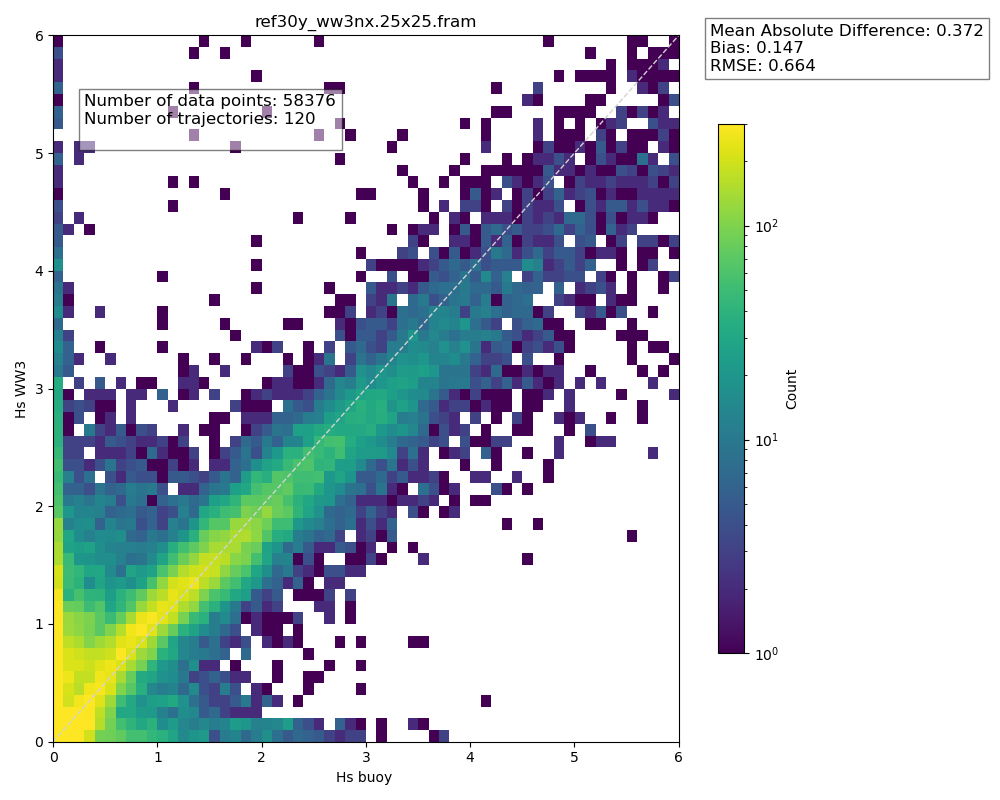 ref30y_ww3nx.25x25.fram
Mean Absolute Difference: 0.372
Bias: 0.147
RMSE: 0.664
Number of data points: 58376
Number of trajectories: 120
6
5
4
3
2
1
0
Hs WW3
0 1 2 3 4 5 6
Hs buoy
10²
10¹
10⁰
Count